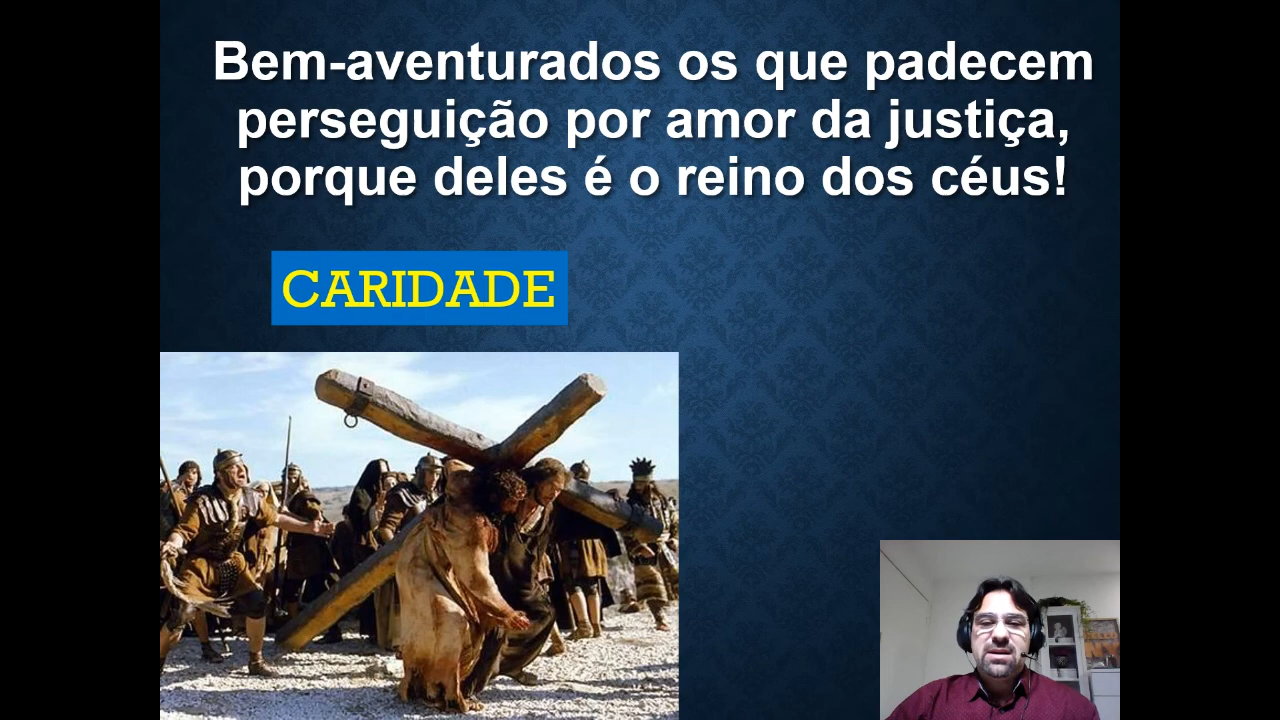 Bem-aventurados os que padecem
perseguição por amor da justiça,
porque deles é o reino dos céus!
CARIDADE